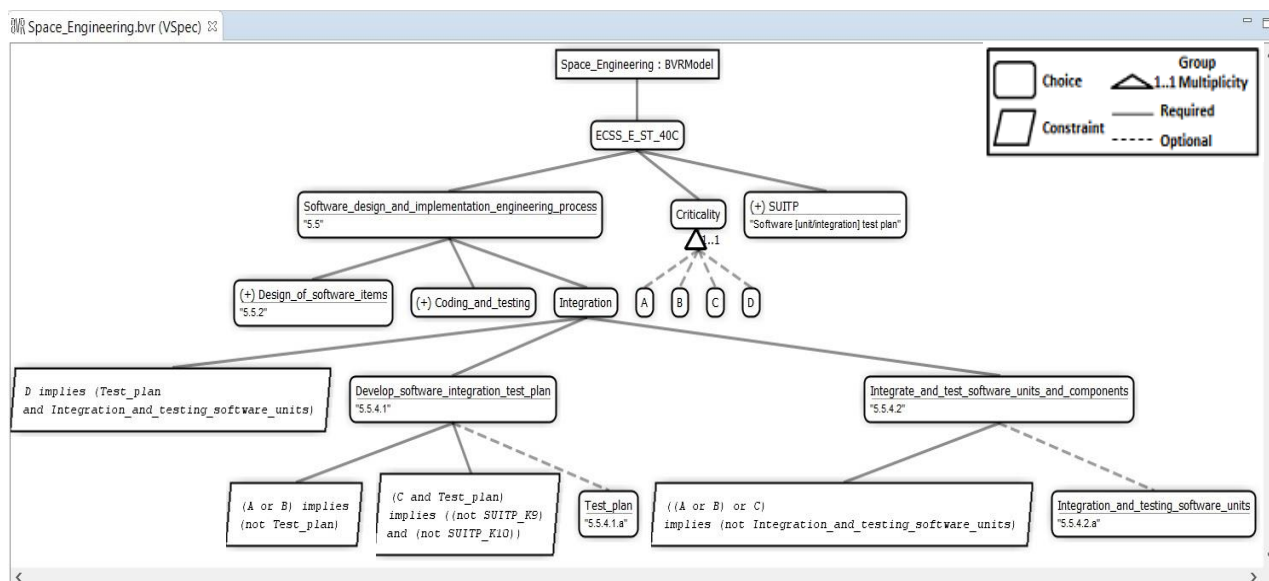 Space_Engineering.bvr (VSpec)
Space_Engineering : BVRModel
Choice
Group
1..1 Multiplicity
Constraint
Required
Optional
ECSS_E_ST_40C
Software_design_and_implementation_engineering_process
"5.5"
Criticality
1..1
(+) SUITP
"Software [unit/integration] test plan"
(+) Design_of_software_items
"5.5.2"
(+) Coding_and_testing
Integration
A
B
C
D
D implies (Test_plan
and Integration_and_testing_software_units)
Develop_software_integration_test_plan
"5.5.4.1"
Integrate_and_test_software_units_and_components
"5.5.4.2"
(A or B) implies
(not Test_plan)
(C and Test_plan)
implies ((not SUITP_K9)
and (not SUITP_K10))
Test_plan
"5.5.4.1.a"
((A or B) or C)
implies (not Integration_and_testing_software_units)
Integration_and_testing_software_units
"5.5.4.2.a"